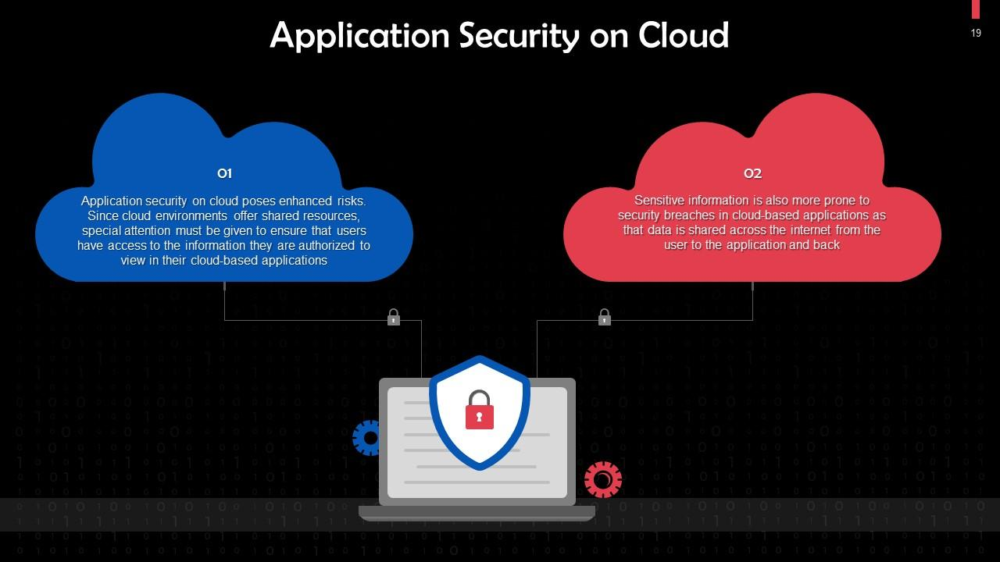 Application Security on Cloud
19
01
Application security on cloud poses enhanced risks.
Since cloud environments offer shared resources,
special attention must be given to ensure that users
have access to the information they are authorized to
view in their cloud-based applications
02
Sensitive information is also more prone to
security breaches in cloud-based applications as
that data is shared across the internet from the
user to the application and back